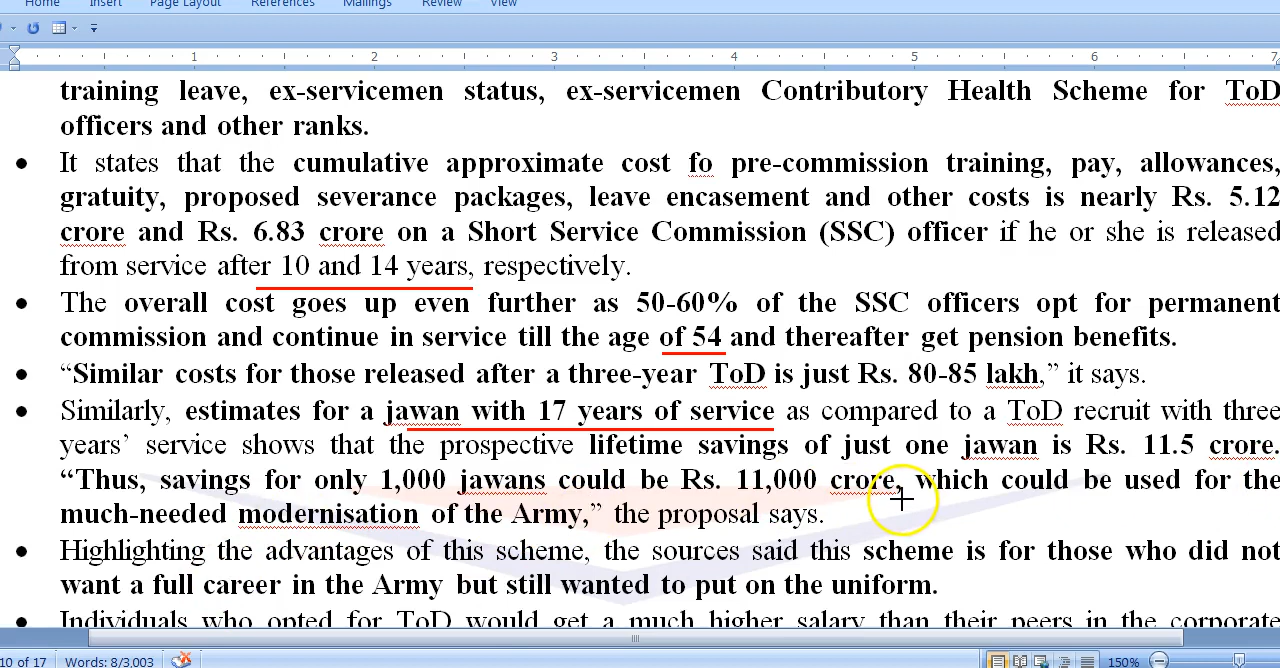 Home Insert Page Layout References Mailings Review View
1 2 3 4 5 6 7
training leave, ex-servicemen status, ex-servicemen Contributory Health Scheme for ToD
officers and other ranks.
• It states that the cumulative approximate cost fo pre-commission training, pay, allowances,
gratuity, proposed severance packages, leave encasement and other costs is nearly Rs. 5.12
crore and Rs. 6.83 crore on a Short Service Commission (SSC) officer if he or she is released
from service after 10 and 14 years, respectively.
• The overall cost goes up even further as 50-60% of the SSC officers opt for permanent
commission and continue in service till the age of 54 and thereafter get pension benefits.
• “Similar costs for those released after a three-year ToD is just Rs. 80-85 lakh,” it says.
• Similarly, estimates for a jawan with 17 years of service as compared to a ToD recruit with three
years’ service shows that the prospective lifetime savings of just one jawan is Rs. 11.5 crore.
“Thus, savings for only 1,000 jawans could be Rs. 11,000 crore, which could be used for the
much-needed modernisation of the Army,” the proposal says.
• Highlighting the advantages of this scheme, the sources said this scheme is for those who did not
want a full career in the Army but still wanted to put on the uniform.
• Individuals who opted for ToD would get a much higher salary than their peers in the corporate
10 of 17 Words: 8/3,003 150%